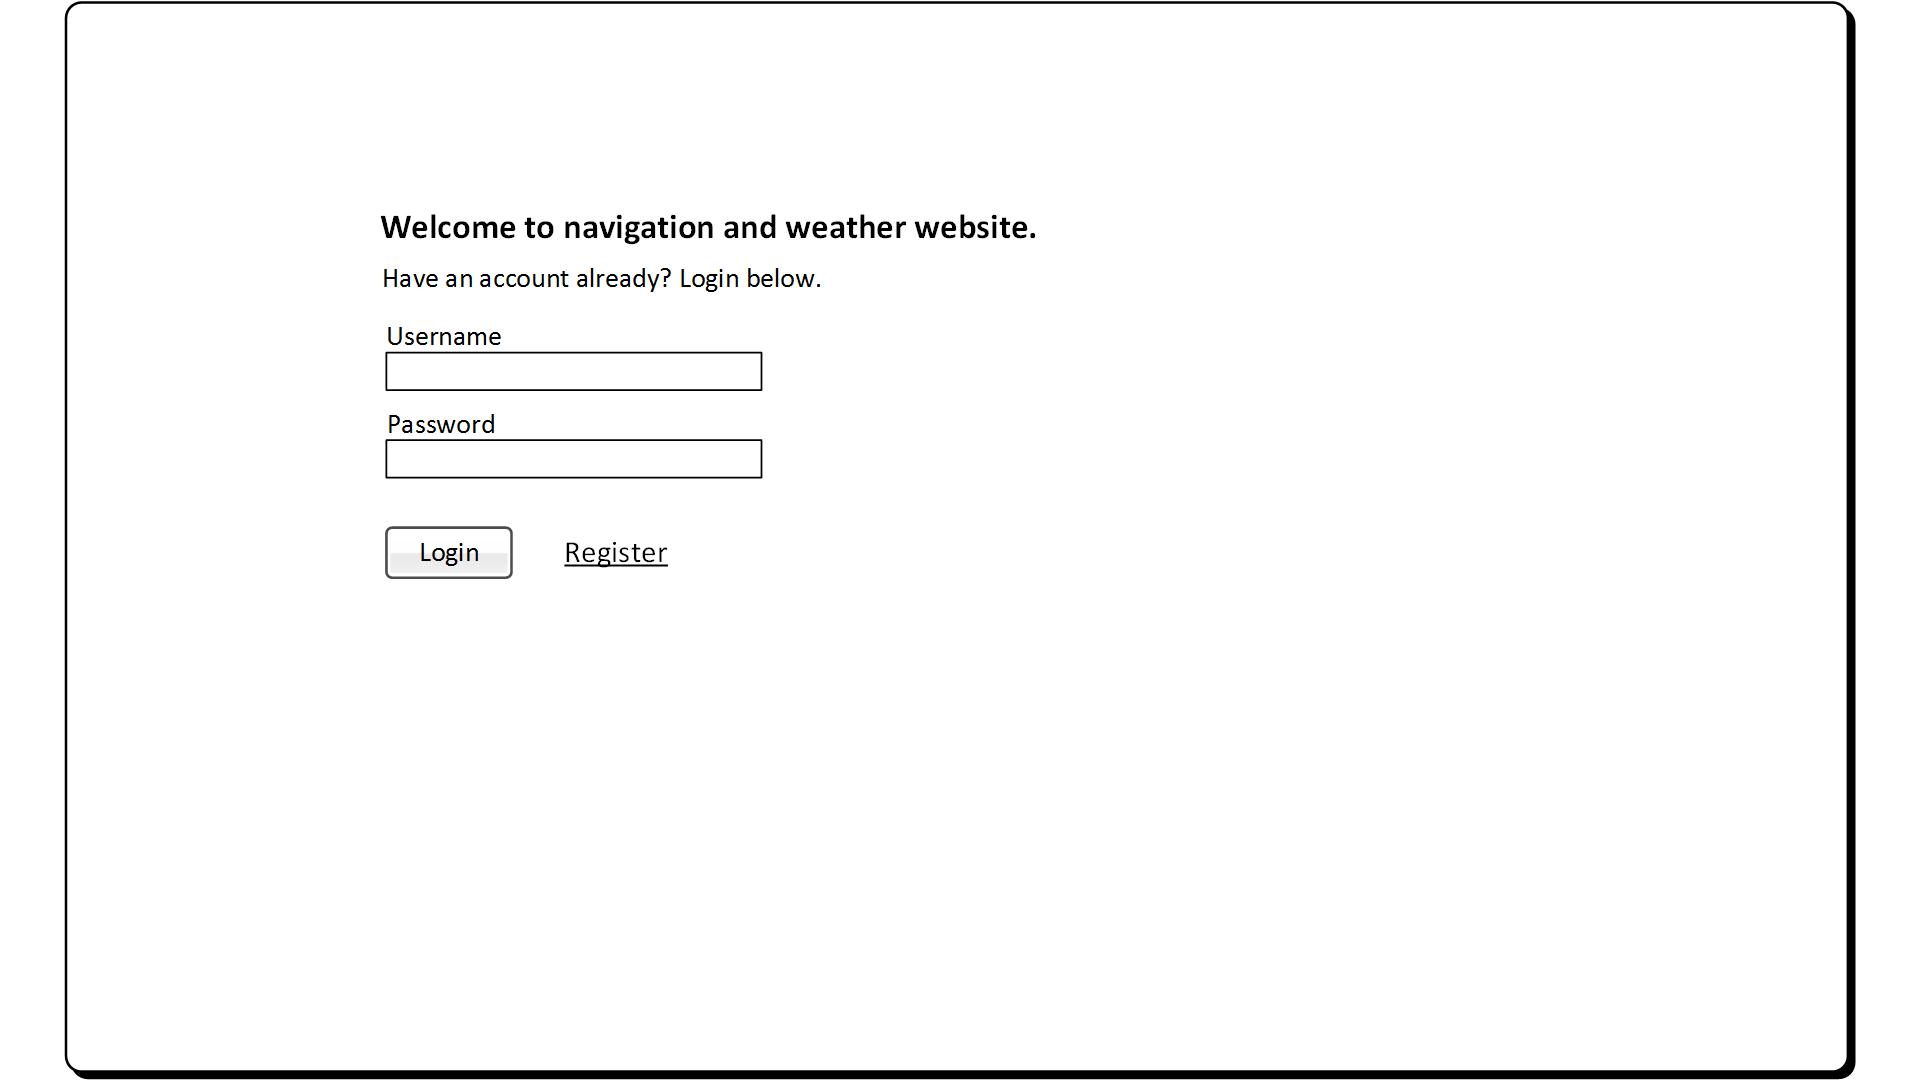 Welcome to navigation and weather website.
Have an account already? Login below.
Username
Password
Login Register